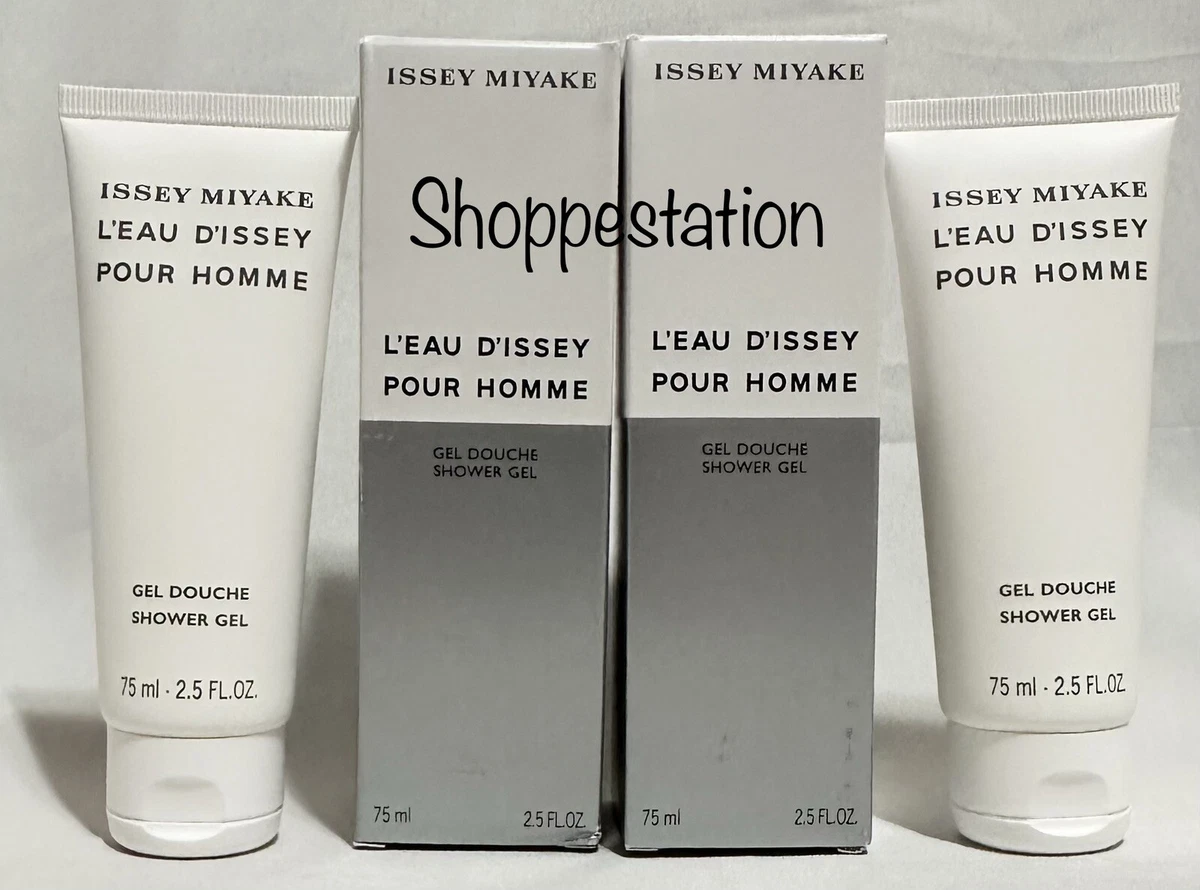 ISSEY MIYAKE
L'EAU D'ISSEY
POUR HOMME
GEL DOUCHE
SHOWER GEL
75 ml · 2.5 FL.OZ.
ISSEY MIYAKE
L'EAU D'ISSEY
POUR HOMME
GEL DOUCHE
SHOWER GEL
75 ml 2.5 FL.OZ.
Shoppestation
ISSEY MIYAKE
L'EAU D'ISSEY
POUR HOMME
GEL DOUCHE
SHOWER GEL
75 ml 2.5 FL.OZ.
ISSEY MIYAKE
L'EAU D'ISSEY
POUR HOMME
GEL DOUCHE
SHOWER GEL
75 ml · 2.5 FL.OZ.